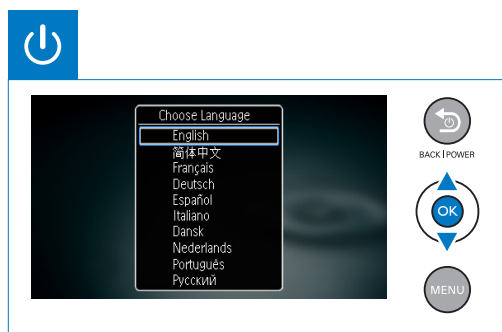 Choose Language
English
简体中文
Français
Deutsch
Español
Italiano
Dansk
Nederlands
Português
Русский
BACK | POWER
OK
MENU